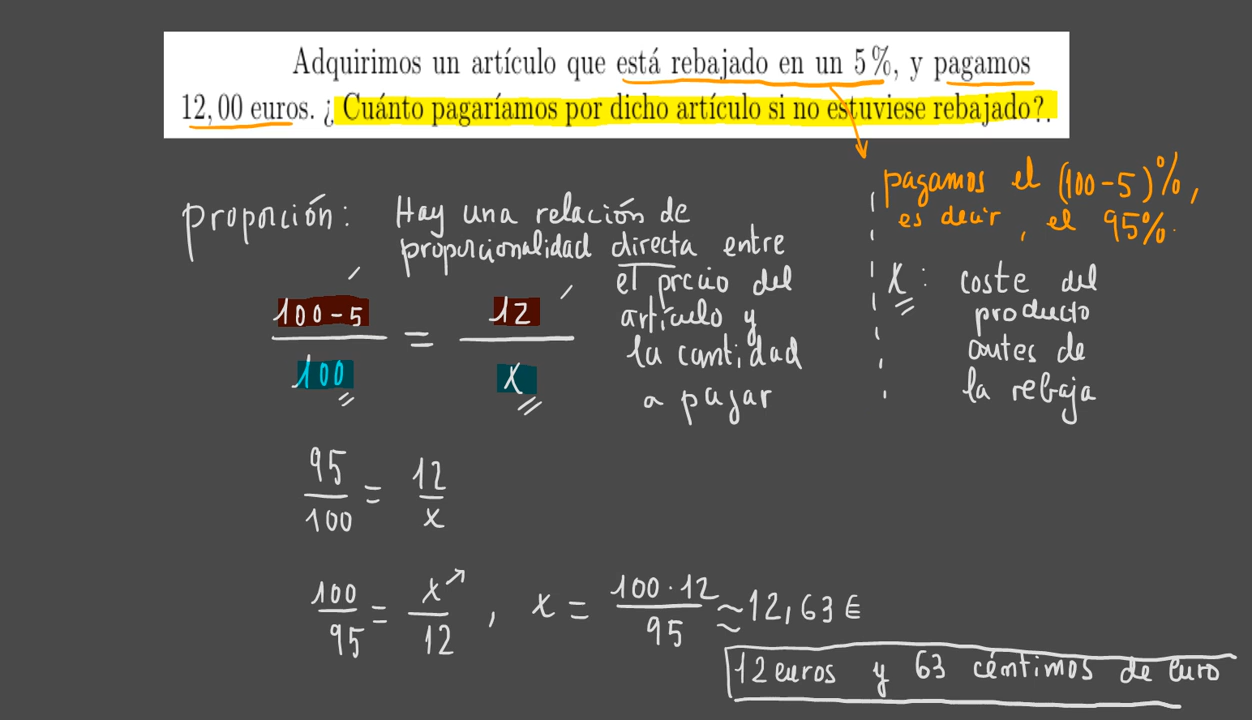 Adquirimos un artículo que está rebajado en un 5 %, y pagamos
12,00 euros. ¿ Cuánto pagaríamos por dicho artículo si no estuviese rebajado?.
pagamos el (100-5)%,
es decir, el 95%.
proporción: Hay una relación de
proporcionalidad directa entre
el precio del
artículo y
la cantidad
a pagar
x: coste del
producto
antes de
la rebaja
100-5 / 100 = 12 / x
95 / 100 = 12 / x
100 / 95 = x / 12 , x = 100 · 12 / 95 ≈ 12,63 €
12 euros y 63 céntimos de euro